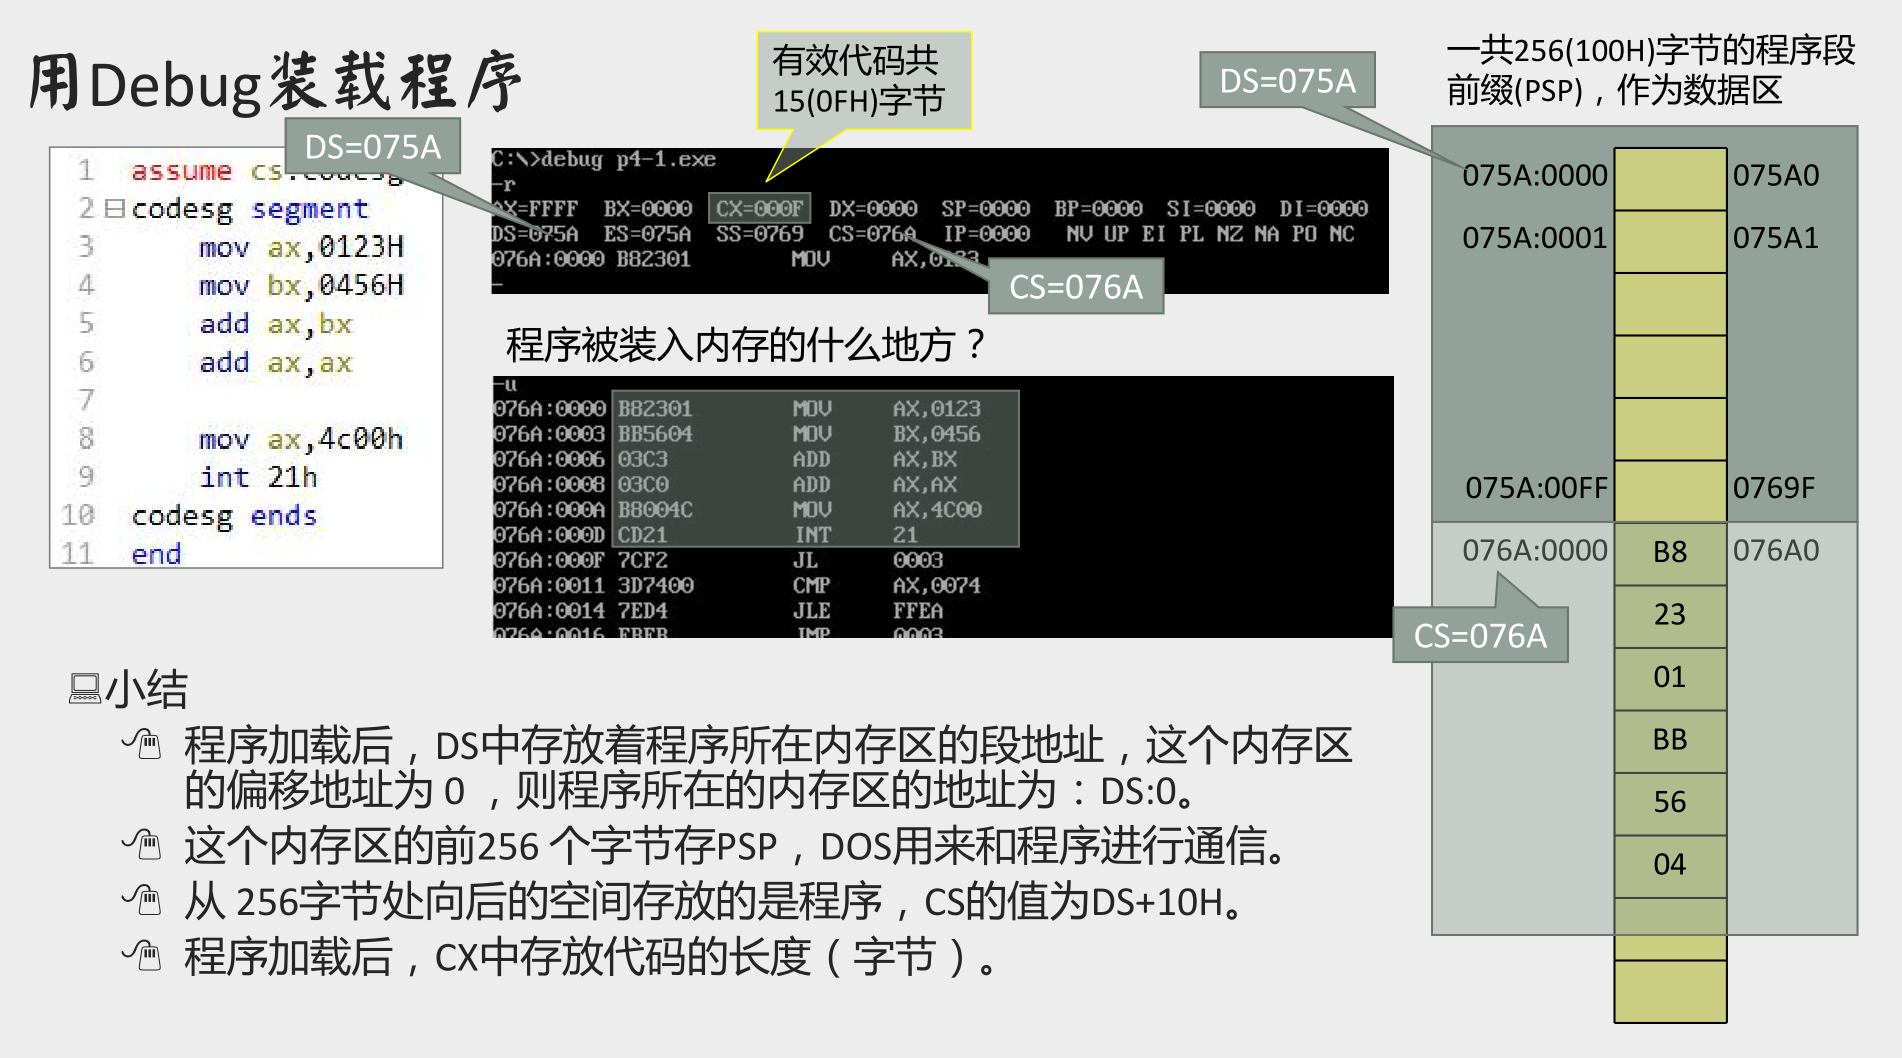 用Debug装载程序
有效代码共
15(0FH)字节
DS=075A
一共256(100H)字节的程序段
前缀(PSP)，作为数据区
DS=075A
1 assume cs:codesg
2 codesg segment
3 mov ax,0123H
4 mov bx,0456H
5 add ax,bx
6 add ax,ax
7
8 mov ax,4c00h
9 int 21h
10 codesg ends
11 end
C:\>debug p4-1.exe
-r
AX=FFFF BX=0000 CX=000F DX=0000 SP=0000 BP=0000 SI=0000 DI=0000
DS=075A ES=075A SS=0769 CS=076A IP=0000 NV UP EI PL NZ NA PO NC
076A:0000 B82301 MOV AX,0123
-
CS=076A
程序被装入内存的什么地方？
-u
076A:0000 B82301 MOV AX,0123
076A:0003 BB5604 MOV BX,0456
076A:0006 03C3 ADD AX,BX
076A:0008 03C0 ADD AX,AX
076A:000A B8004C MOV AX,4C00
076A:000D CD21 INT 21
076A:000F 7CF2 JL 0003
076A:0011 3D7400 CMP AX,0074
076A:0014 7ED4 JLE FFEA
076A:0016 EBEB JMP 0003
075A:0000 075A0
075A:0001 075A1
075A:00FF 0769F
076A:0000 B8 076A0
23
CS=076A
01
BB
56
04
小结
程序加载后，DS中存放着程序所在内存区的段地址，这个内存区
的偏移地址为 0 ，则程序所在的内存区的地址为：DS:0。
这个内存区的前256 个字节存PSP，DOS用来和程序进行通信。
从 256字节处向后的空间存放的是程序，CS的值为DS+10H。
程序加载后，CX中存放代码的长度（字节）。